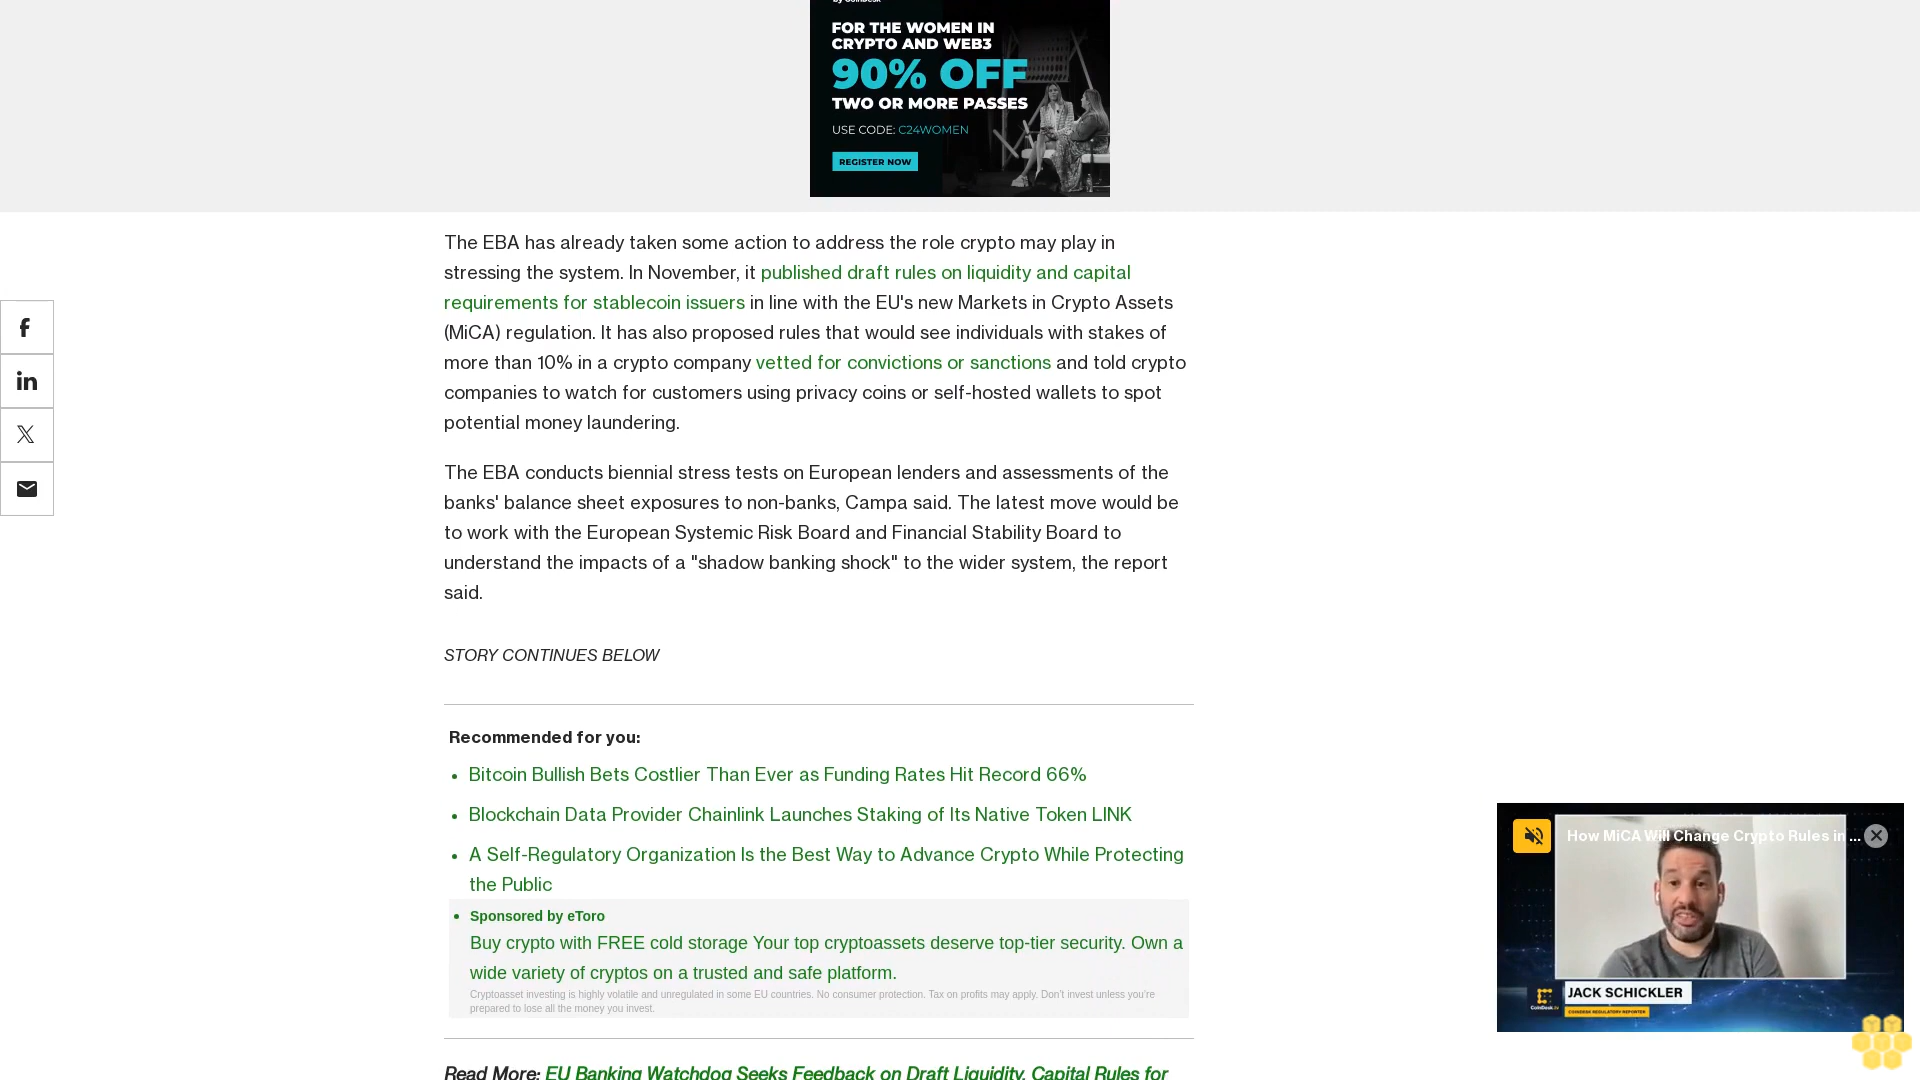 FOR THE WOMEN IN
CRYPTO AND WEB3
90% OFF
TWO OR MORE PASSES
USE CODE: C24WOMEN
REGISTER NOW
The EBA has already taken some action to address the role crypto may play in
stressing the system. In November, it published draft rules on liquidity and capital
requirements for stablecoin issuers in line with the EU's new Markets in Crypto Assets
(MiCA) regulation. It has also proposed rules that would see individuals with stakes of
more than 10% in a crypto company vetted for convictions or sanctions and told crypto
companies to watch for customers using privacy coins or self-hosted wallets to spot
potential money laundering.
The EBA conducts biennial stress tests on European lenders and assessments of the
banks' balance sheet exposures to non-banks, Campa said. The latest move would be
to work with the European Systemic Risk Board and Financial Stability Board to
understand the impacts of a "shadow banking shock" to the wider system, the report
said.
STORY CONTINUES BELOW
Recommended for you:
• Bitcoin Bullish Bets Costlier Than Ever as Funding Rates Hit Record 66%
• Blockchain Data Provider Chainlink Launches Staking of Its Native Token LINK
• A Self-Regulatory Organization Is the Best Way to Advance Crypto While Protecting
the Public
• Sponsored by eToro
Buy crypto with FREE cold storage Your top cryptoassets deserve top-tier security. Own a
wide variety of cryptos on a trusted and safe platform.
Cryptoasset investing is highly volatile and unregulated in some EU countries. No consumer protection. Tax on profits may apply. Don't invest unless you're
prepared to lose all the money you invest.
Read More: EU Banking Watchdog Seeks Feedback on Draft Liquidity, Capital Rules for
How MiCA Will Change Crypto Rules in ...
JACK SCHICKLER
COINDESK REGULATORY REPORTER
CoinDesk.tv